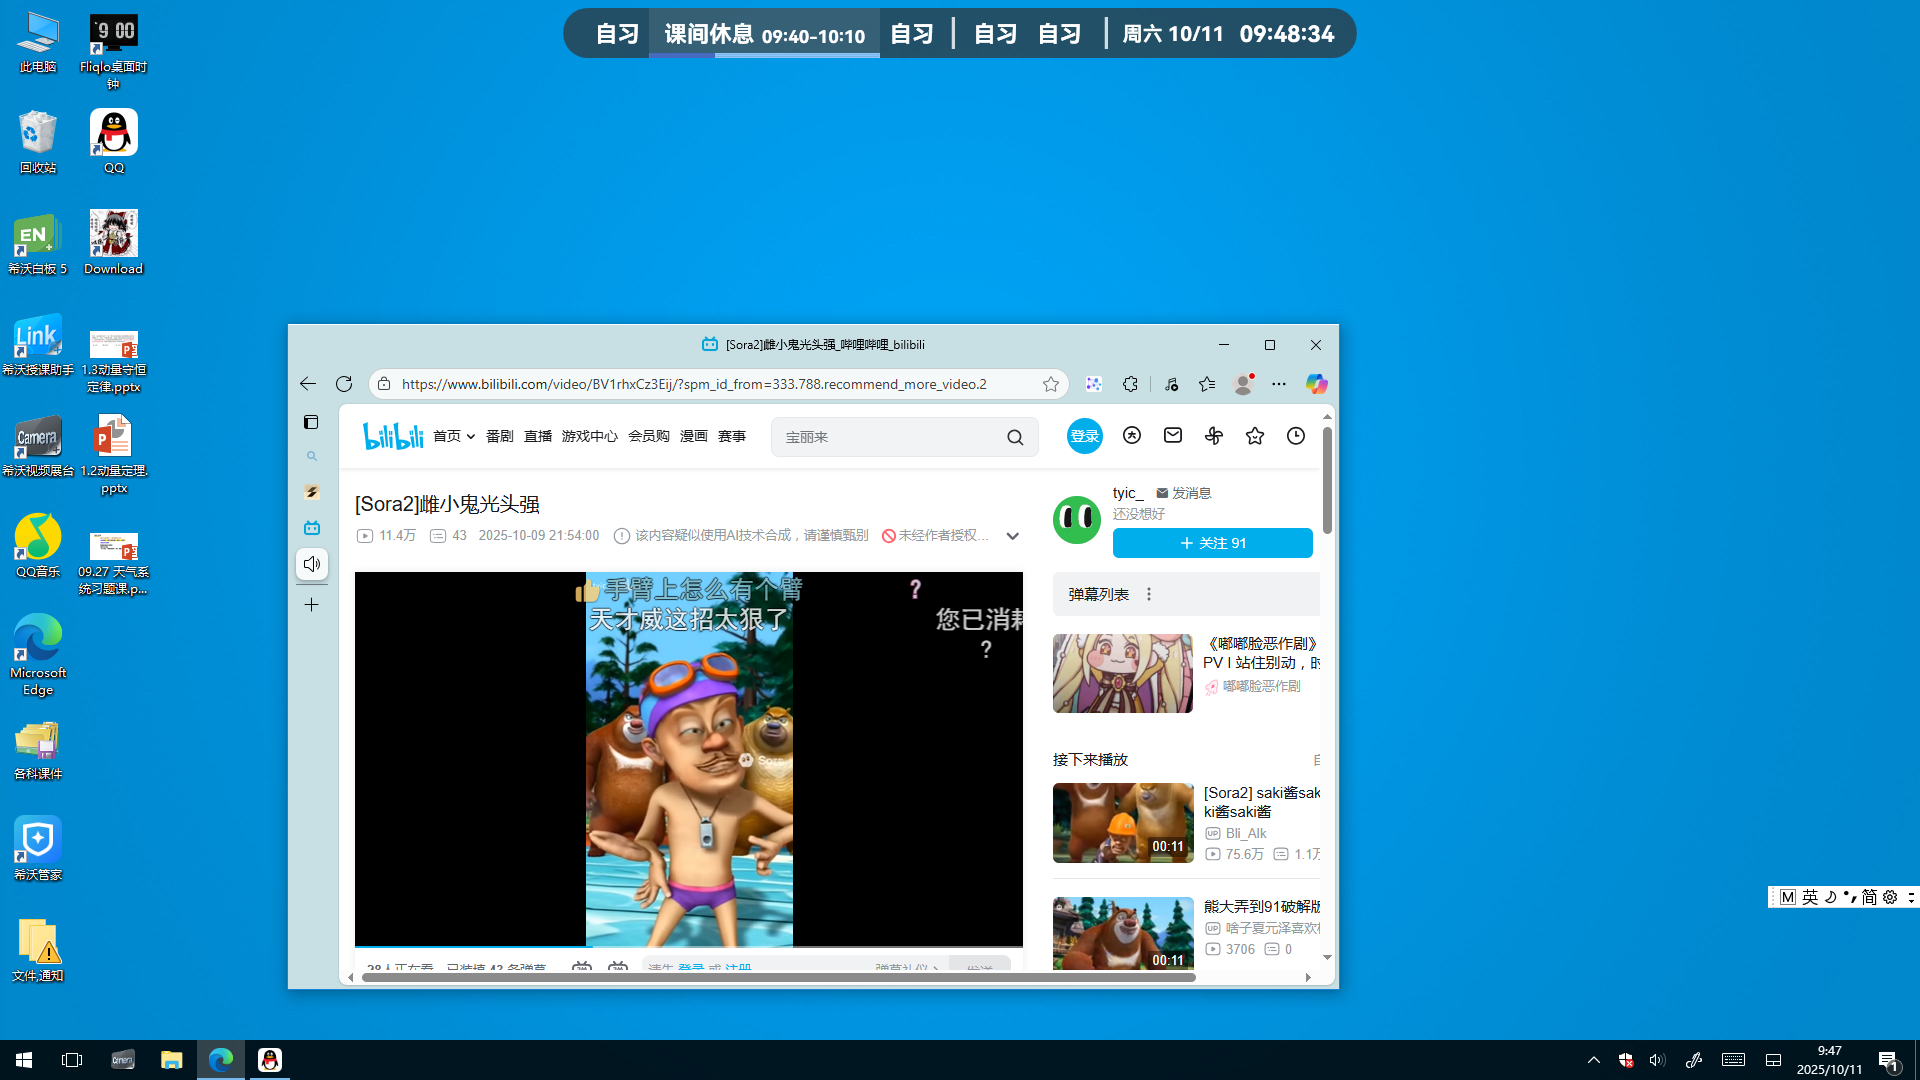 自习 课间休息 09:40-10:10 自习 自习 自习 周六 10/11 09:48:34
此电脑
Fliqlo桌面时钟
回收站
QQ
希沃白板 5
Download
希沃授课助手
1.3动量守恒定律.pptx
希沃视频展台
1.2动量定理.pptx
QQ音乐
09.27 天气系统习题课.p...
Microsoft Edge
各科课件
希沃管家
文件,通知
[Sora2]雌小鬼光头强_哔哩哔哩_bilibili
https://www.bilibili.com/video/BV1rhxCz3Eij/?spm_id_from=333.788.recommend_more_video.2
bilibili 首页 番剧 直播 游戏中心 会员购 漫画 赛事 宝丽来 登录
[Sora2]雌小鬼光头强
11.4万 43 2025-10-09 21:54:00 该内容疑似使用AI技术合成，请谨慎甄别 未经作者授权...
tyic_ 发消息
还没想好
+ 关注 91
手臂上怎么有个臂 ?
天才威这招太狠了 您已消耗
?
Sora
弹幕列表
《嘟嘟脸恶作剧》
PV l 站住别动，时
嘟嘟脸恶作剧
接下来播放
[Sora2] saki酱sak
ki酱saki酱
Bli_Alk
75.6万 1.1万
00:11
熊大弄到91破解版
啥子夏元泽喜欢
3706 0
00:11
28人正在看，已装填 43 条弹幕 请先 登录 或 注册 弹幕礼仪 发送
M 英 简
9:47
2025/10/11
1